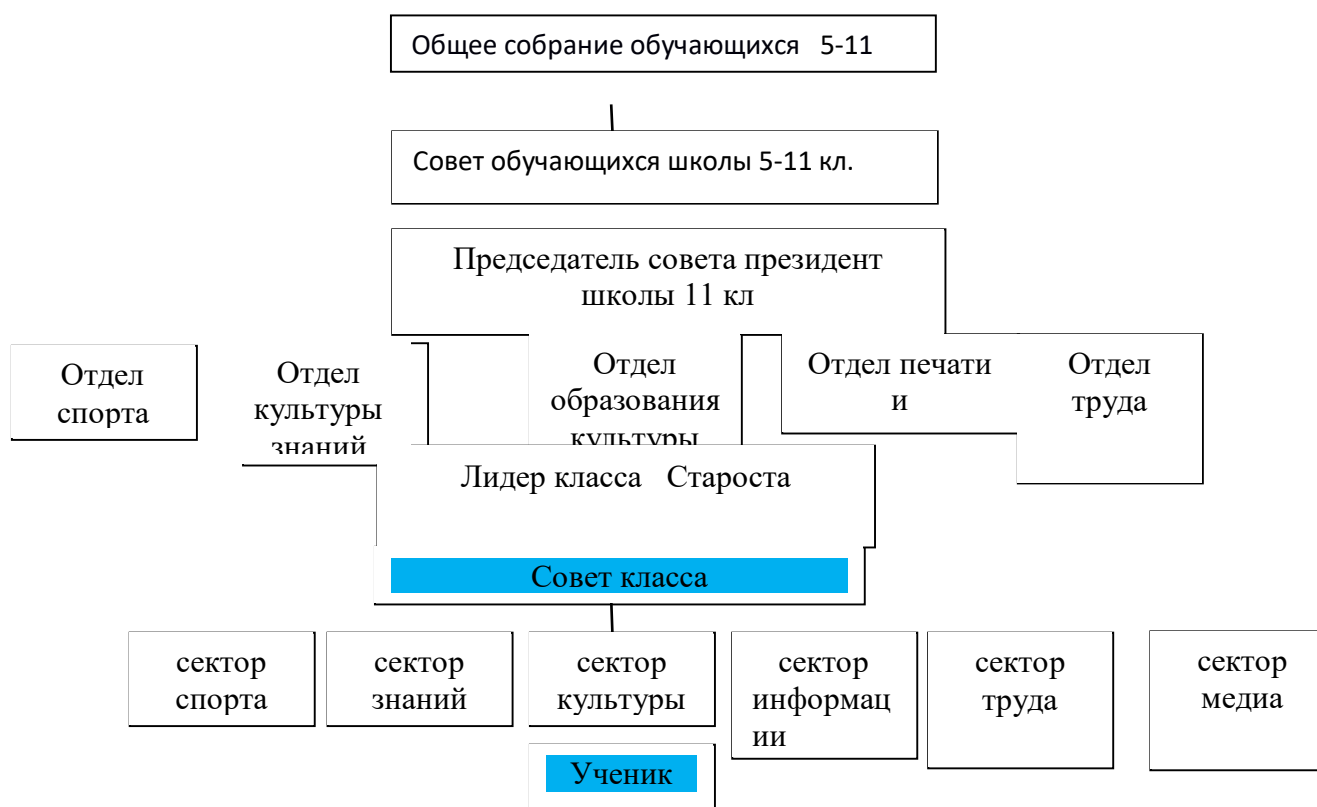 Общее собрание обучающихся 5-11
Совет обучающихся школы 5-11 кл.
Председатель совета президент
школы 11 кл
Отдел
спорта
Отдел
культуры
знаний
Отдел
образования
культуры
Отдел печати
и
Отдел
труда
Лидер класса Староста
Совет класса
сектор
спорта
сектор
знаний
сектор
культуры
сектор
информац
ии
сектор
труда
сектор
медиа
Ученик